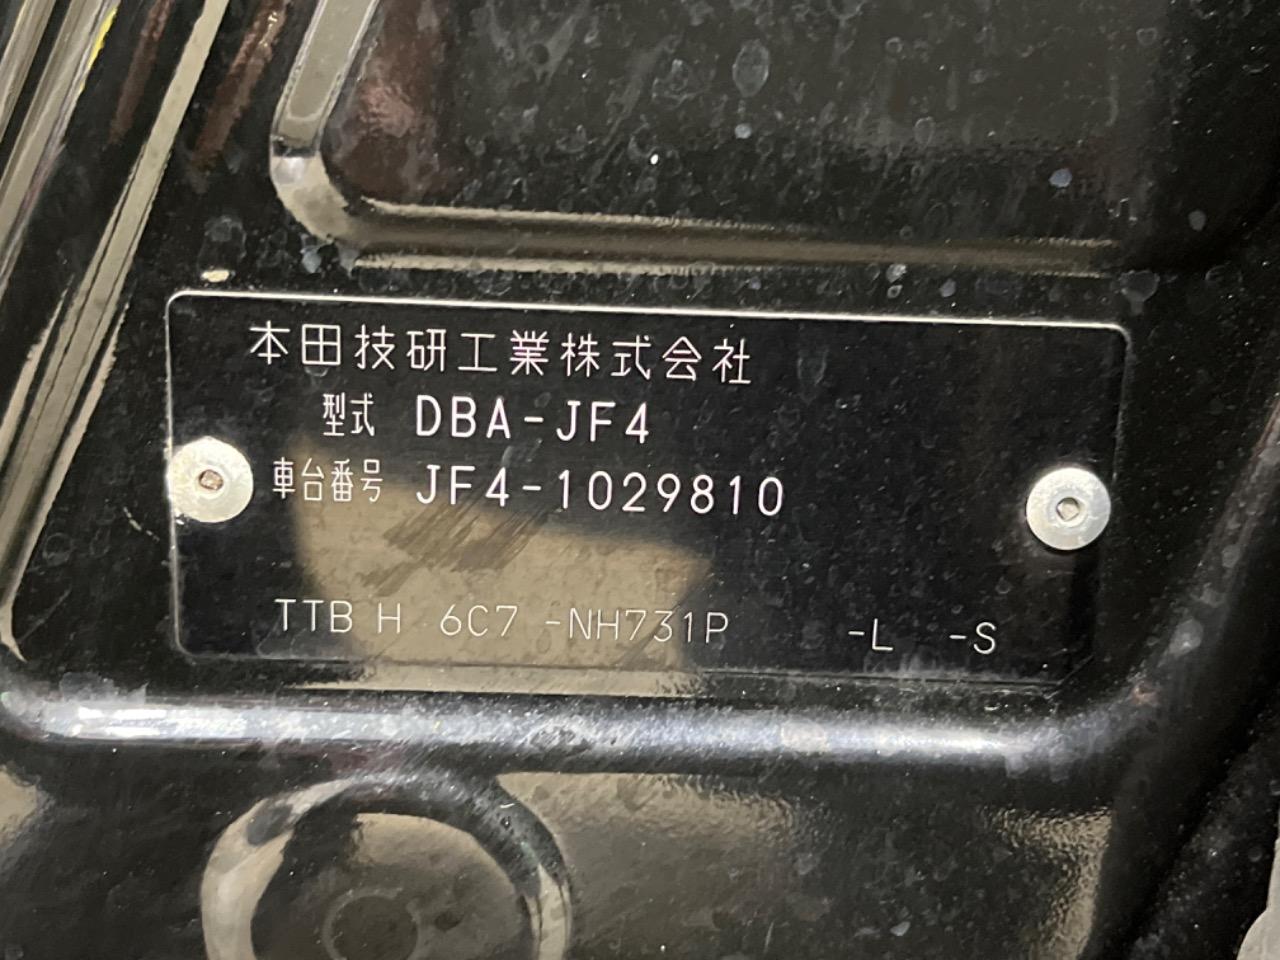 本田技研工業株式会社
型式 DBA-JF4
車台番号 JF4-1029810
TTB H 6C7 -NH731P -L -S